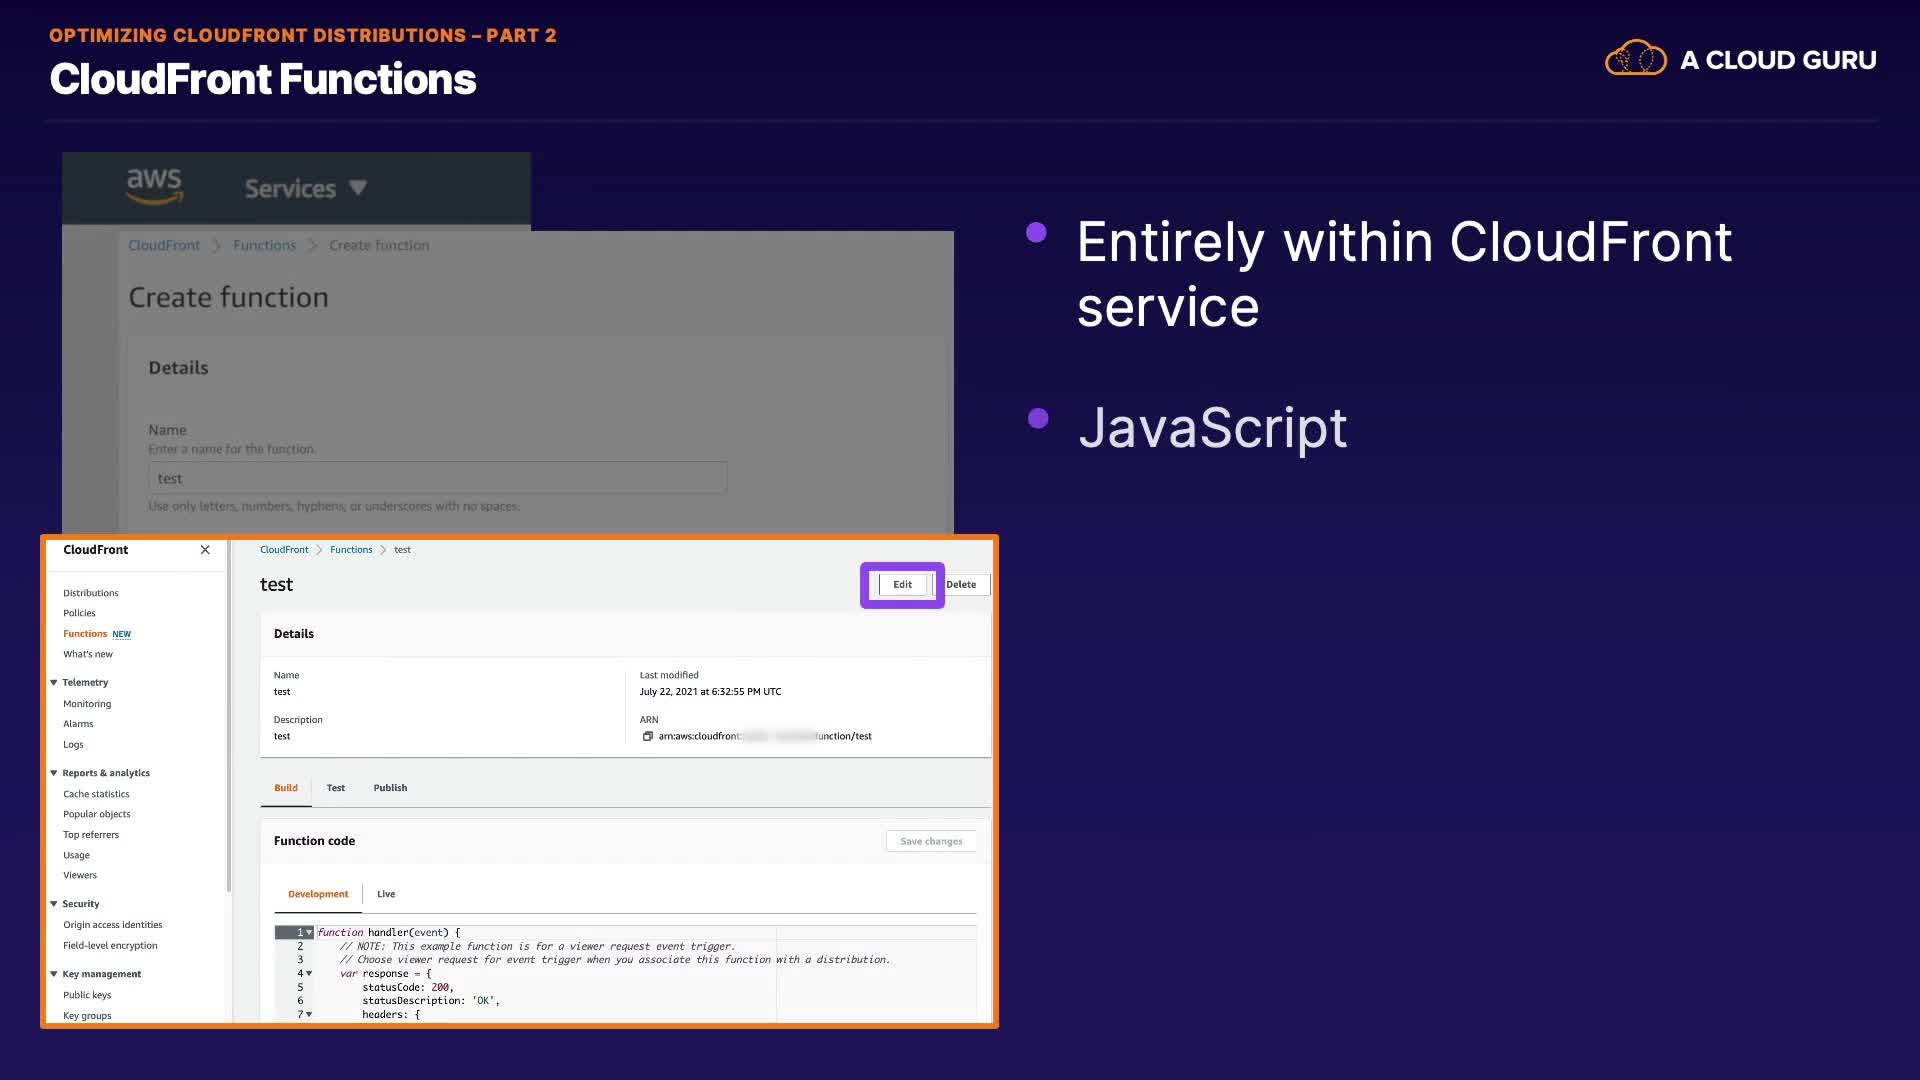 OPTIMIZING CLOUDFRONT DISTRIBUTIONS – PART 2
CloudFront Functions
A CLOUD GURU
aws Services
CloudFront Functions Create function
Create function
Details
Name
Enter a name for the function.
test
Use only letters, numbers, hyphens, or underscores with no spaces.
Entirely within CloudFront
service
JavaScript
CloudFront
Distributions
Policies
Functions NEW
What's new
Telemetry
Monitoring
Alarms
Logs
Reports & analytics
Cache statistics
Popular objects
Top referrers
Usage
Viewers
Security
Origin access identities
Field-level encryption
Key management
Public keys
Key groups
CloudFront Functions test
test
Edit Delete
Details
Name
test
Description
test
Last modified
July 22, 2021 at 6:32:55 PM UTC
ARN
arn:aws:cloudfront: function/test
Build Test Publish
Function code
Save changes
Development Live
1 function handler(event) {
2 // NOTE: This example function is for a viewer request event trigger.
3 // Choose viewer request for event trigger when you associate this function with a distribution.
4 var response = {
5 statusCode: 200,
6 statusDescription: 'OK',
7 headers: {